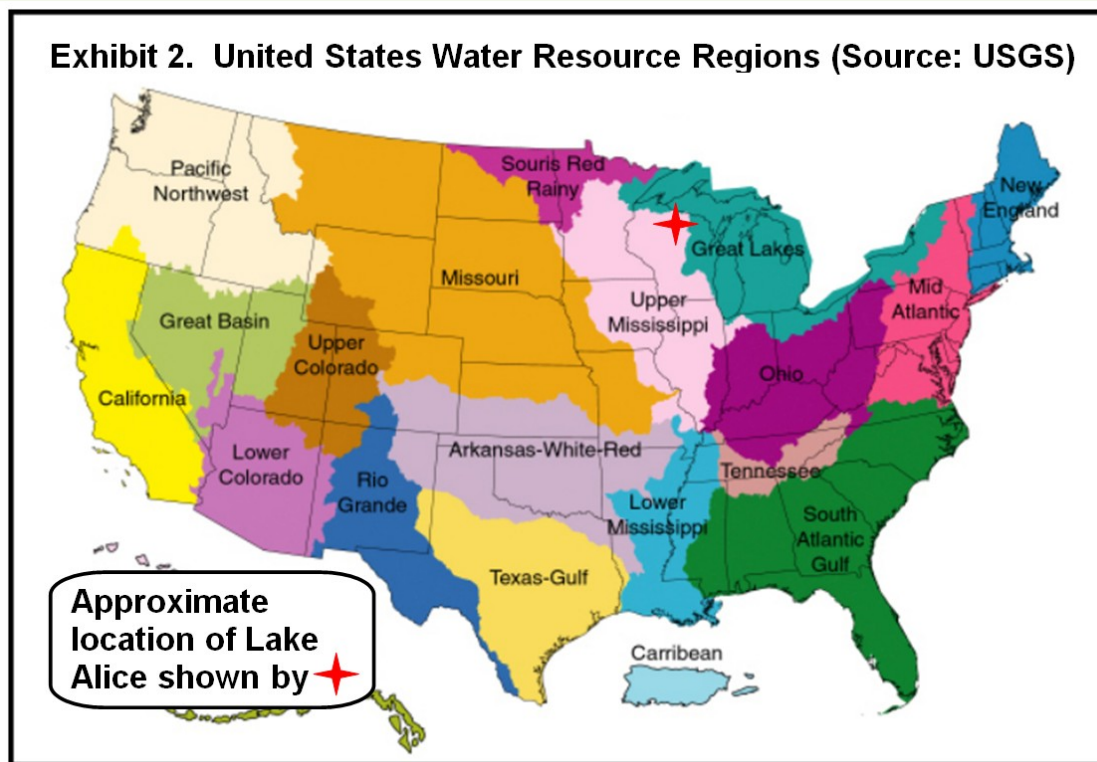 Exhibit 2. United States Water Resource Regions (Source: USGS)
Pacific
Northwest
Souris Red
Rainy
New
England
Great Lakes
Missouri
Mid
Atlantic
Upper
Mississippi
Great Basin
Upper
Colorado
Ohio
California
Arkansas-White-Red
Lower
Colorado
Tennessee
Rio
Grande
Lower
Mississippi
South
Atlantic
Gulf
Texas-Gulf
Approximate
location of Lake
Alice shown by
Carribean